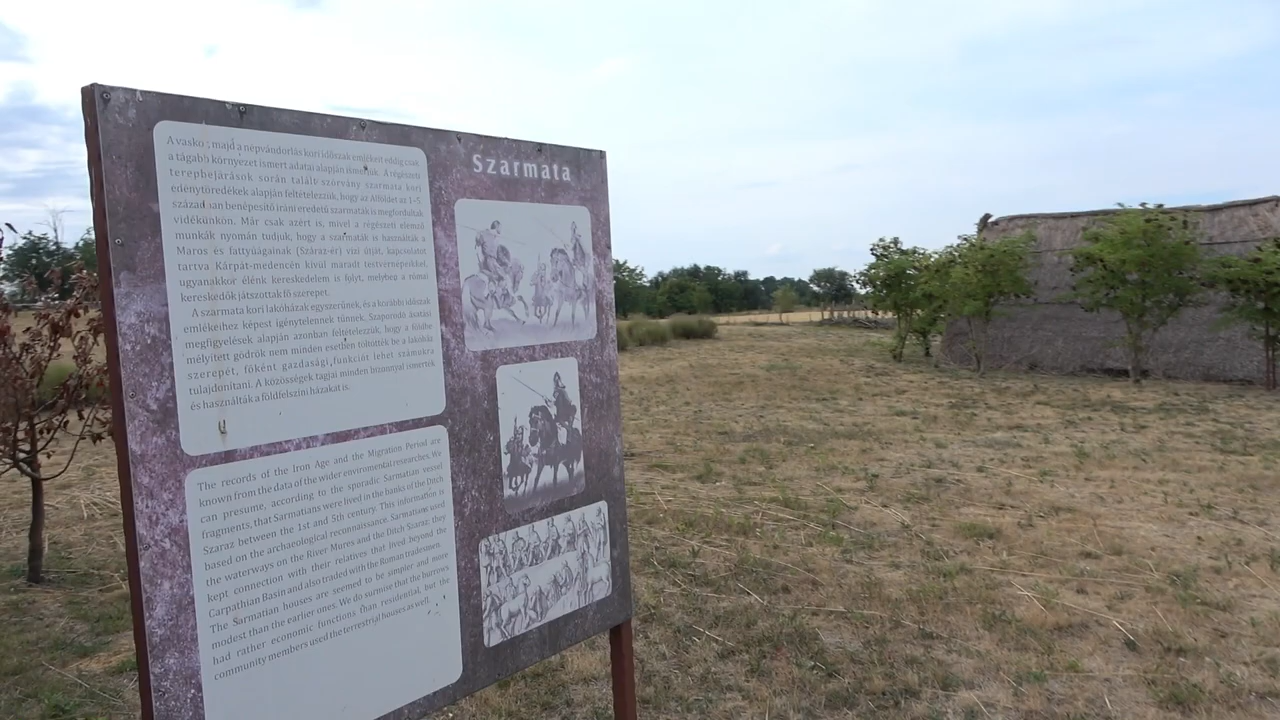 Szarmata
A vasko , majd a népvándorlás kori időszak emlékeit eddig csak
a tágabb környezet ismert adatai alapján ismerjük. A régészeti
terepbejárások során talált szórvány szarmata kori
edénytöredékek alapján feltételezzük, hogy az Alföldet az 1-5.
század an benépesítő iráni eredetű szarmaták is megfordultak
vidékünkön. Már csak azért is, mivel a régészeti elemző
munkák nyomán tudjuk, hogy a szarmaták is használták a
Maros és fattyúágainak (Száraz-ér) vízi útját, kapcsolatot
tartva Kárpát-medencén kívül maradt testvérnépeikkel,
ugyanakkor élénk kereskedelem is folyt, melyben a római
kereskedők játszottak fő szerepet.
A szarmata kori lakóházak egyszerűnek, és a korábbi időszak
emlékeihez képest igénytelennek tűnnek. Szaporodó ásatási
megfigyelések alapján azonban feltételezzük, hogy a földbe
mélyített gödrök nem minden esetben töltötték be a lakóház
szerepét, főként gazdasági funkciót lehet számukra
tulajdonítani. A közösségek tagjai minden bizonnyal ismerték
és használták a földfelszíni házakat is.
The records of the Iron Age and the Migration Period are
known from the data of the wider enviromental researches. We
can presume, according to the sporadic Sarmatian vessel
fragments, that Sarmatians were lived in the banks of the Ditch
Szaraz between the 1st and 5th century. This information is
based on the archaeological reconnaissance. Sarmatians used
the waterways on the River Mures and the Ditch Szaraz; they
kept connection with their relatives that lived beyond the
Carpathian Basin and also traded with the Roman tradesmen.
The Sarmatian houses are seemed to be simpler and more
modest than the earlier ones. We do surmise that the burrows
had rather economic functions than residential, but the
community members used the terrestrial houses as well.